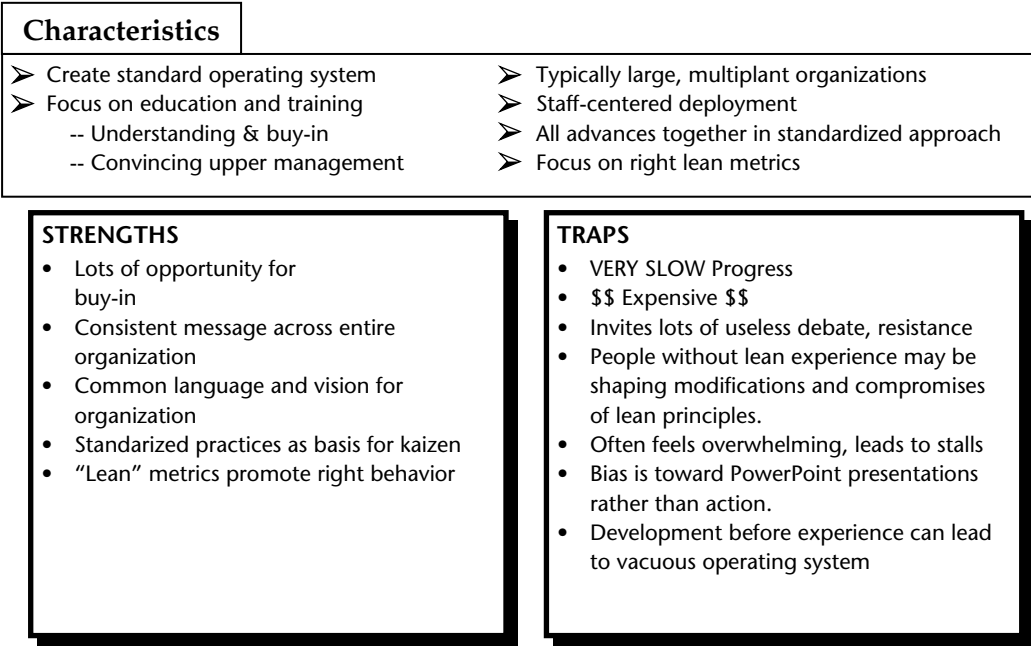 Characteristics
➢ Create standard operating system
➢ Focus on education and training
-- Understanding & buy-in
-- Convincing upper management
➢ Typically large, multiplant organizations
➢ Staff-centered deployment
➢ All advances together in standardized approach
➢ Focus on right lean metrics
STRENGTHS
• Lots of opportunity for
buy-in
• Consistent message across entire
organization
• Common language and vision for
organization
• Standarized practices as basis for kaizen
• “Lean” metrics promote right behavior
TRAPS
• VERY SLOW Progress
• $$ Expensive $$
• Invites lots of useless debate, resistance
• People without lean experience may be
shaping modifications and compromises
of lean principles.
• Often feels overwhelming, leads to stalls
• Bias is toward PowerPoint presentations
rather than action.
• Development before experience can lead
to vacuous operating system